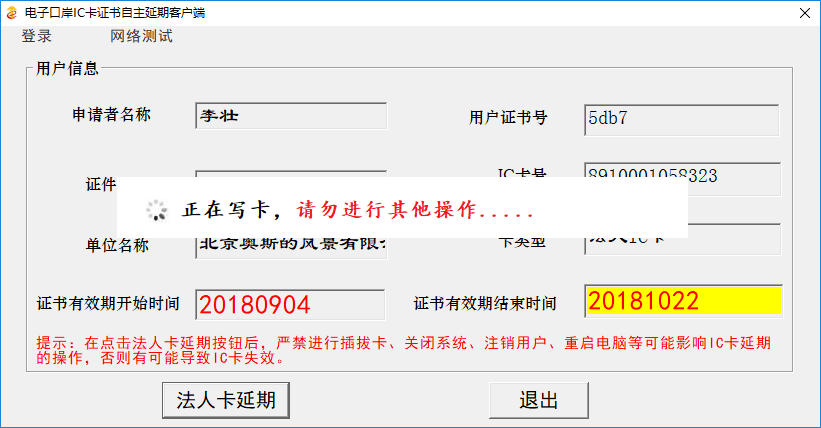 电子口岸IC卡证书自主延期客户端
登录 网络测试
用户信息
申请者名称 李壮 用户证书号 5db7
证件 IC卡号 8910001058323
正在写卡，请勿进行其他操作.....
单位名称 北京奥斯的风景有限 卡类型 法人IC卡
证书有效期开始时间 20180904 证书有效期结束时间 20181022
提示：在点击法人卡延期按钮后，严禁进行插拔卡、关闭系统、注销用户、重启电脑等可能影响IC卡延期
的操作，否则有可能导致IC卡失效。
法人卡延期 退出